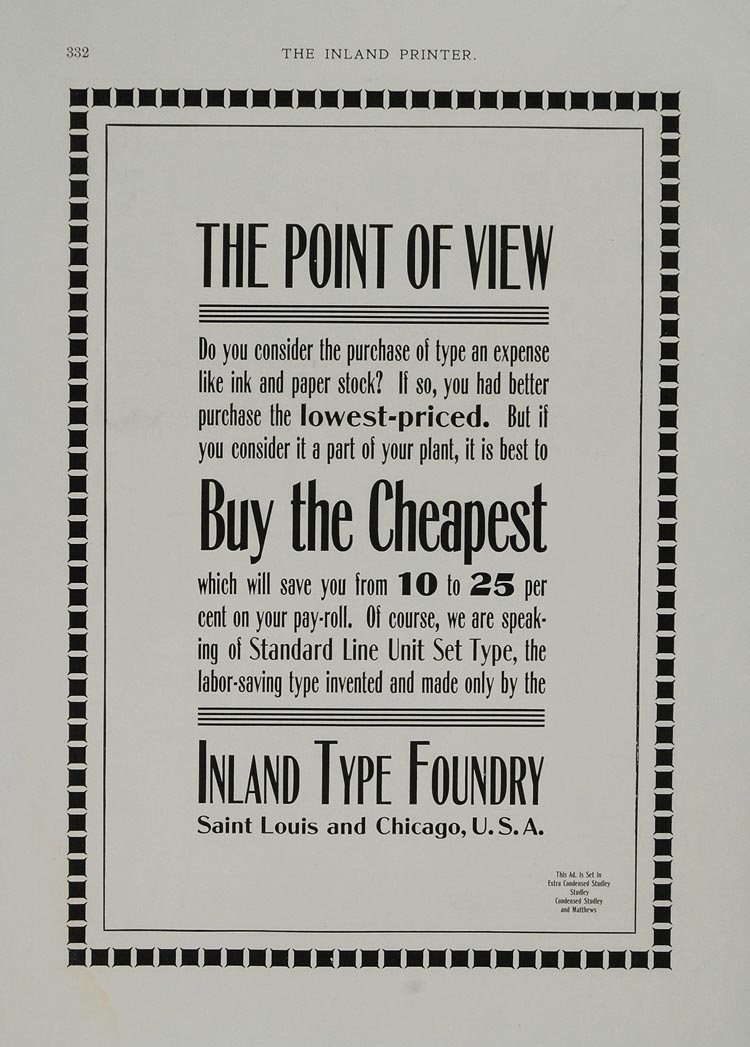 332
THE INLAND PRINTER.
THE POINT OF VIEW
Do you consider the purchase of type an expense
like ink and paper stock? If so, you had better
purchase the lowest-priced. But if
you consider it a part of your plant, it is best to
Buy the Cheapest
which will save you from 10 to 25 per
cent on your pay-roll. Of course, we are speak-
ing of Standard Line Unit Set Type, the
labor-saving type invented and made only by the
INLAND TYPE FOUNDRY
Saint Louis and Chicago, U. S. A.
This Ad. Is Set in
Extra Condensed Studley
Studley
Condensed Studley
and Matthews